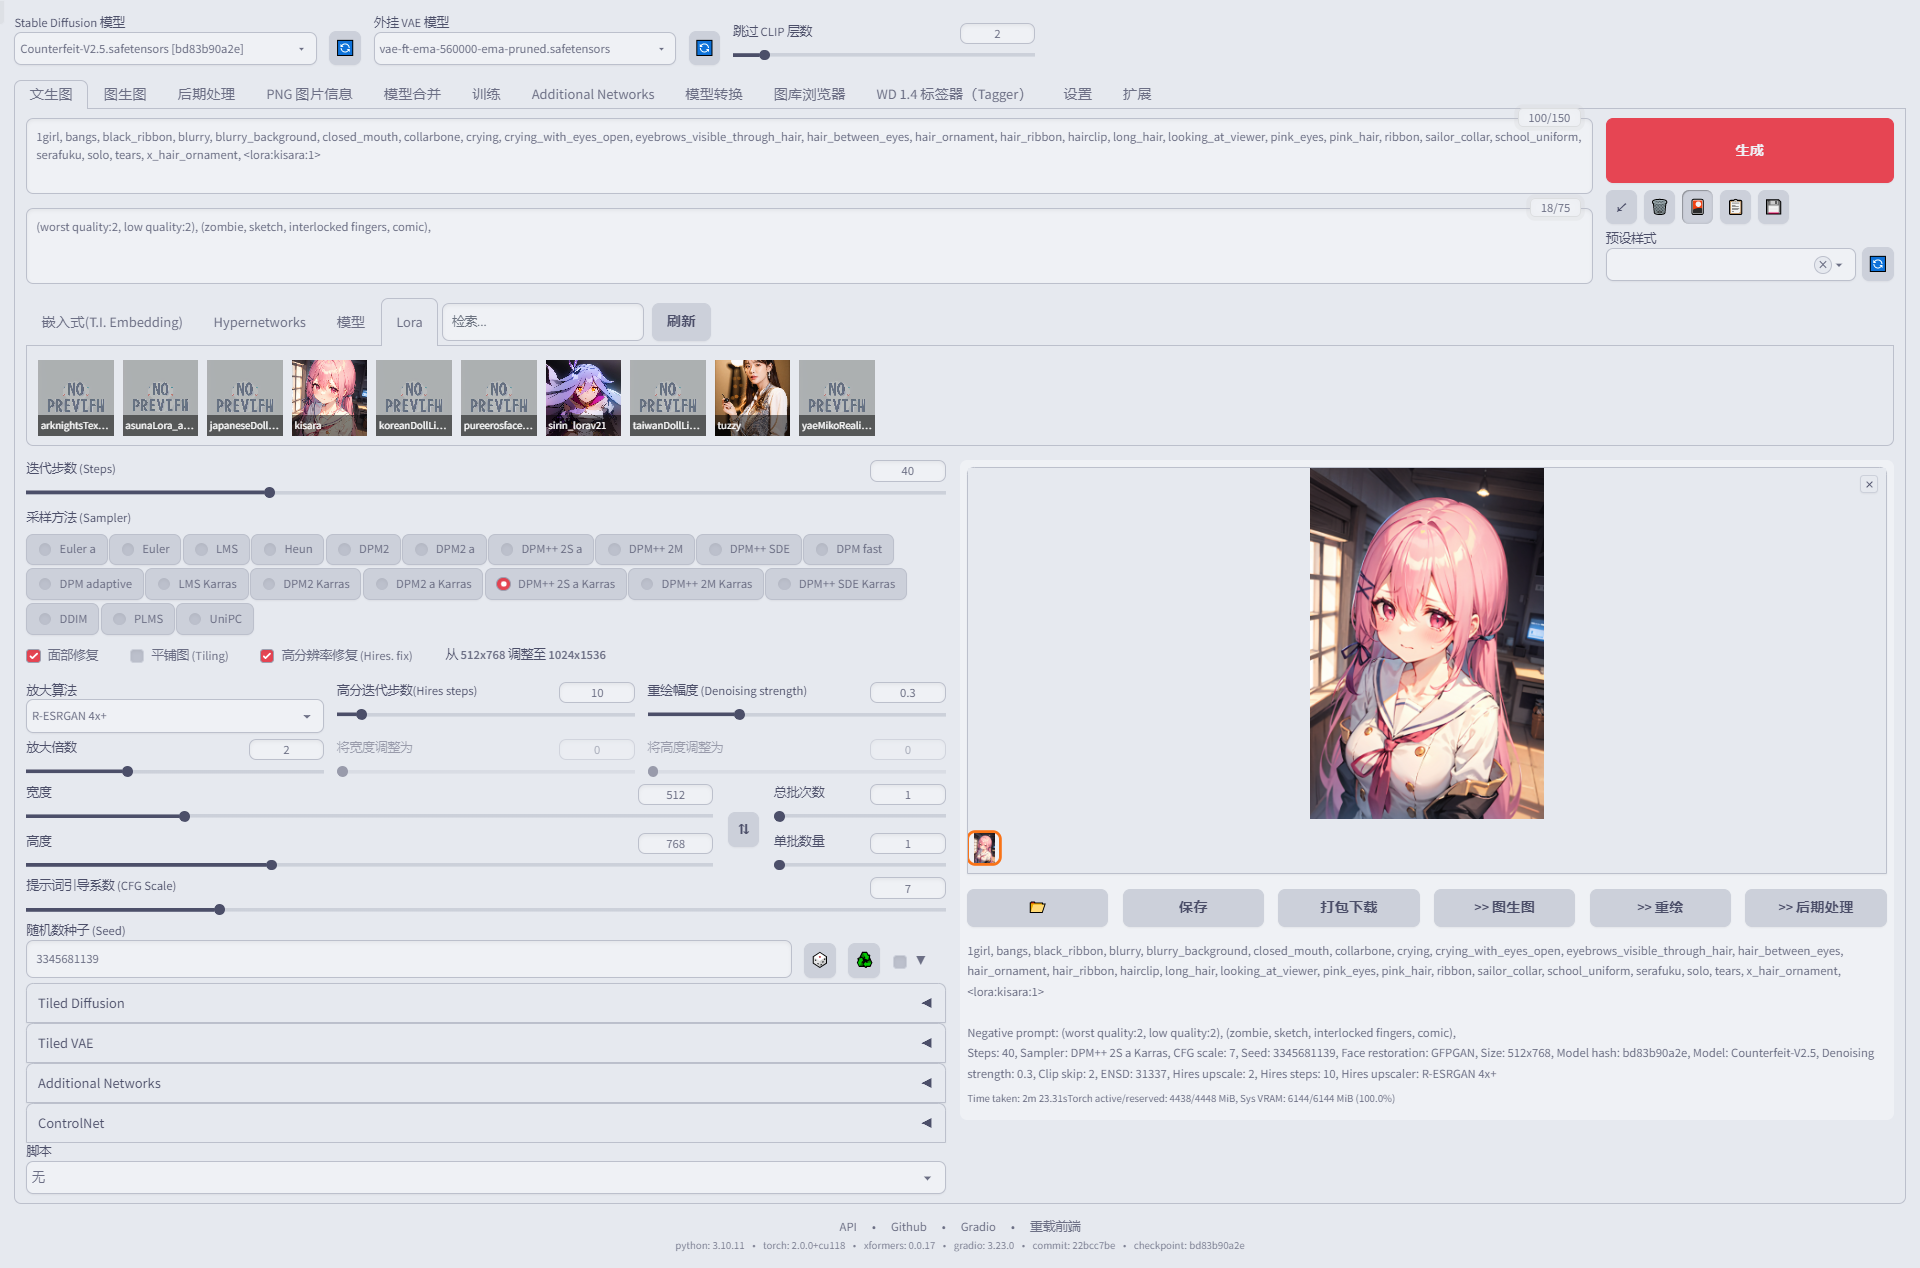 Stable Diffusion 模型
外挂 VAE 模型
跳过 CLIP 层数
2
Counterfeit-V2.5.safetensors [bd83b90a2e]
vae-ft-ema-560000-ema-pruned.safetensors
文生图 图生图 后期处理 PNG 图片信息 模型合并 训练 Additional Networks 模型转换 图库浏览器 WD 1.4 标签器（Tagger） 设置 扩展
100/150
1girl, bangs, black_ribbon, blurry, blurry_background, closed_mouth, collarbone, crying, crying_with_eyes_open, eyebrows_visible_through_hair, hair_between_eyes, hair_ornament, hair_ribbon, hairclip, long_hair, looking_at_viewer, pink_eyes, pink_hair, ribbon, sailor_collar, school_uniform,
serafuku, solo, tears, x_hair_ornament, <lora:kisara:1>
生成
18/75
(worst quality:2, low quality:2), (zombie, sketch, interlocked fingers, comic),
预设样式
嵌入式(T.I. Embedding) Hypernetworks 模型 Lora 检索... 刷新
NO PREVIEW NO PREVIEW NO PREVIEW NO PREVIEW NO PREVIEW NO PREVIEW NO PREVIEW
arknightsTex... asunaLora_a... japaneseDoll... kisara koreanDollLi... pureerosface... sirin_lorav21 taiwanDollLi... tuzzy yaeMikoReali...
迭代步数 (Steps)
40
采样方法 (Sampler)
Euler a Euler LMS Heun DPM2 DPM2 a DPM++ 2S a DPM++ 2M DPM++ SDE DPM fast
DPM adaptive LMS Karras DPM2 Karras DPM2 a Karras DPM++ 2S a Karras DPM++ 2M Karras DPM++ SDE Karras
DDIM PLMS UniPC
面部修复 平铺图 (Tiling) 高分辨率修复 (Hires. fix) 从 512x768 调整至 1024x1536
放大算法
R-ESRGAN 4x+
高分迭代步数(Hires steps)
10
重绘幅度 (Denoising strength)
0.3
放大倍数
2
将宽度调整为
0
将高度调整为
0
宽度
512
总批次数
1
高度
768
单批数量
1
提示词引导系数 (CFG Scale)
7
随机数种子 (Seed)
3345681139
Tiled Diffusion
Tiled VAE
Additional Networks
ControlNet
脚本
无
保存 打包下载 >> 图生图 >> 重绘 >> 后期处理
1girl, bangs, black_ribbon, blurry, blurry_background, closed_mouth, collarbone, crying, crying_with_eyes_open, eyebrows_visible_through_hair, hair_between_eyes,
hair_ornament, hair_ribbon, hairclip, long_hair, looking_at_viewer, pink_eyes, pink_hair, ribbon, sailor_collar, school_uniform, serafuku, solo, tears, x_hair_ornament,
<lora:kisara:1>
Negative prompt: (worst quality:2, low quality:2), (zombie, sketch, interlocked fingers, comic),
Steps: 40, Sampler: DPM++ 2S a Karras, CFG scale: 7, Seed: 3345681139, Face restoration: GFPGAN, Size: 512x768, Model hash: bd83b90a2e, Model: Counterfeit-V2.5, Denoising
strength: 0.3, Clip skip: 2, ENSD: 31337, Hires upscale: 2, Hires steps: 10, Hires upscaler: R-ESRGAN 4x+
Time taken: 2m 23.31sTorch active/reserved: 4438/4448 MiB, Sys VRAM: 6144/6144 MiB (100.0%)
API • Github • Gradio • 重载前端
python: 3.10.11 • torch: 2.0.0+cu118 • xformers: 0.0.17 • gradio: 3.23.0 • commit: 22bcc7be • checkpoint: bd83b90a2e